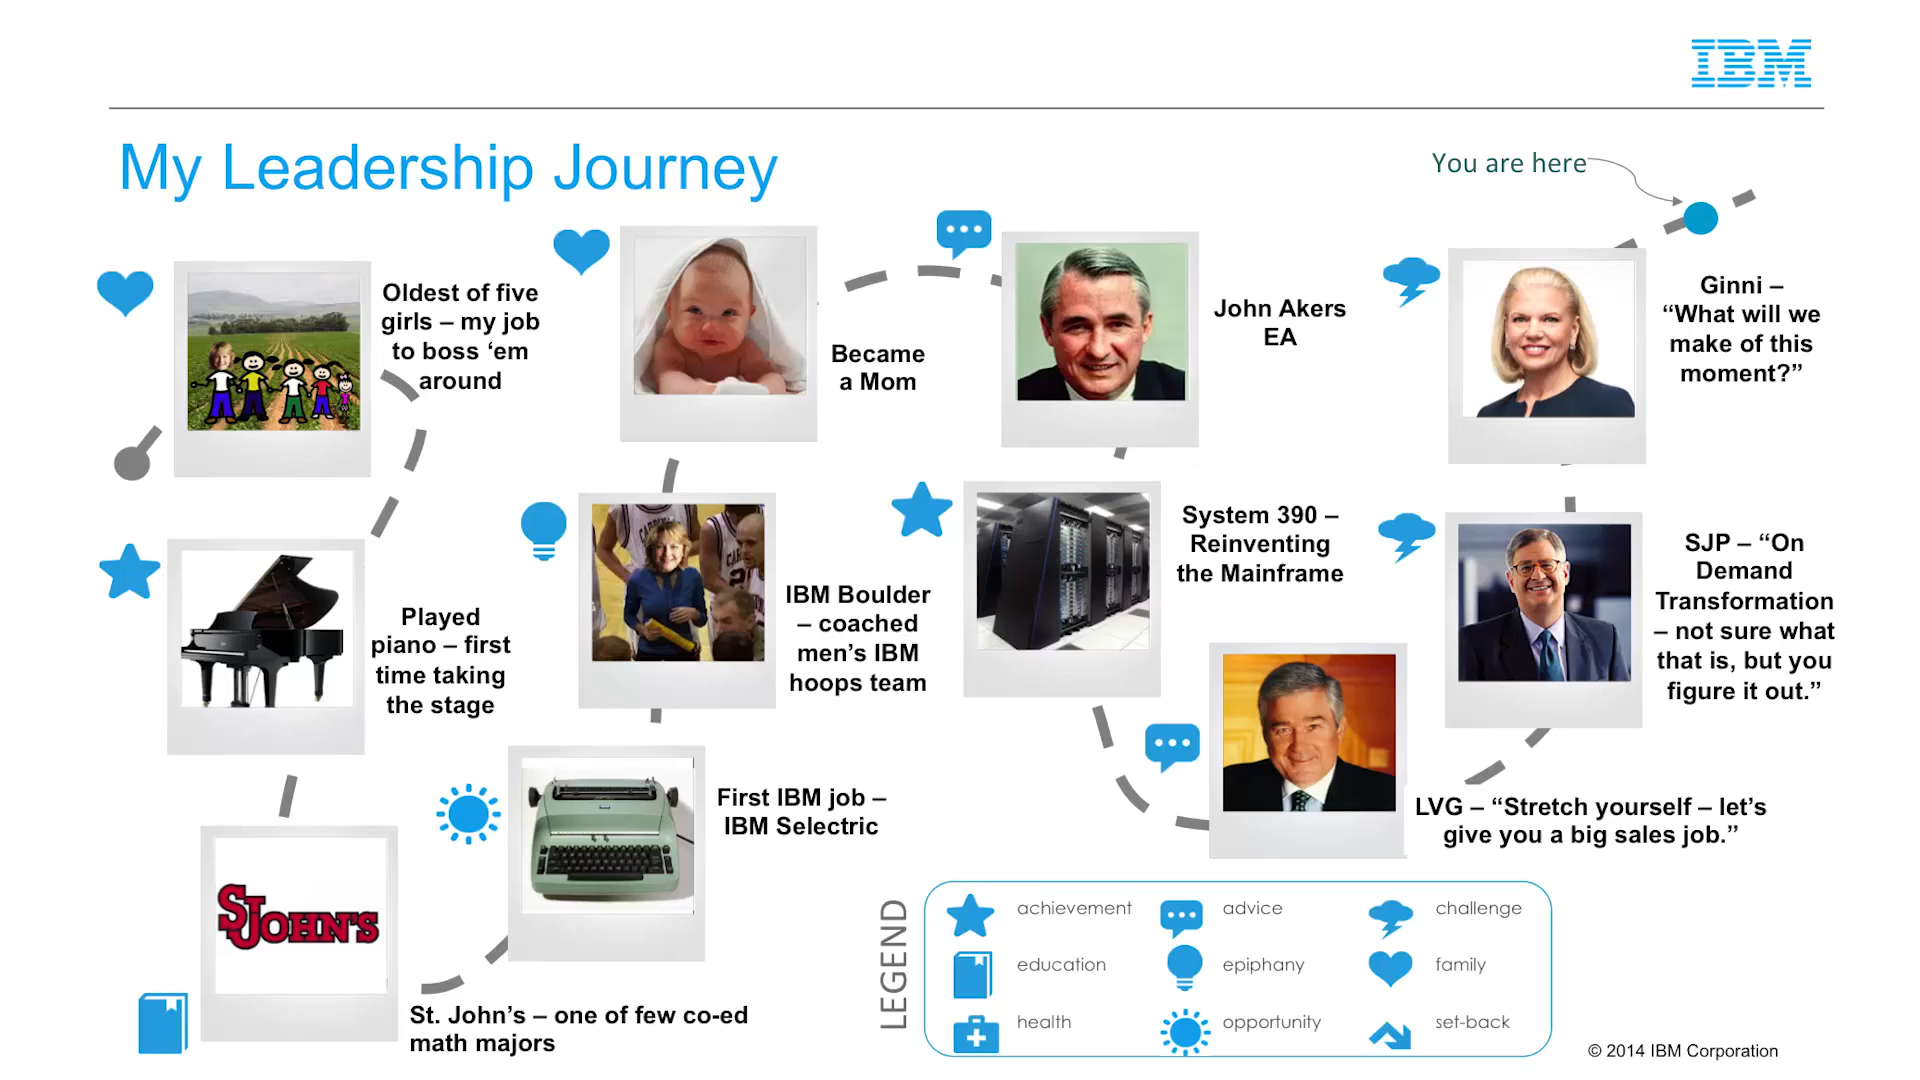 IBM
My Leadership Journey
You are here
Oldest of five
girls – my job
to boss ‘em
around
Became
a Mom
John Akers
EA
Ginni –
“What will we
make of this
moment?”
Played
piano – first
time taking
the stage
IBM Boulder
– coached
men’s IBM
hoops team
System 390 –
Reinventing
the Mainframe
SJP – “On
Demand
Transformation
– not sure what
that is, but you
figure it out.”
First IBM job –
IBM Selectric
LVG – “Stretch yourself – let’s
give you a big sales job.”
ST JOHN'S
St. John’s – one of few co-ed
math majors
LEGEND
achievement
advice
challenge
education
epiphany
family
health
opportunity
set-back
© 2014 IBM Corporation